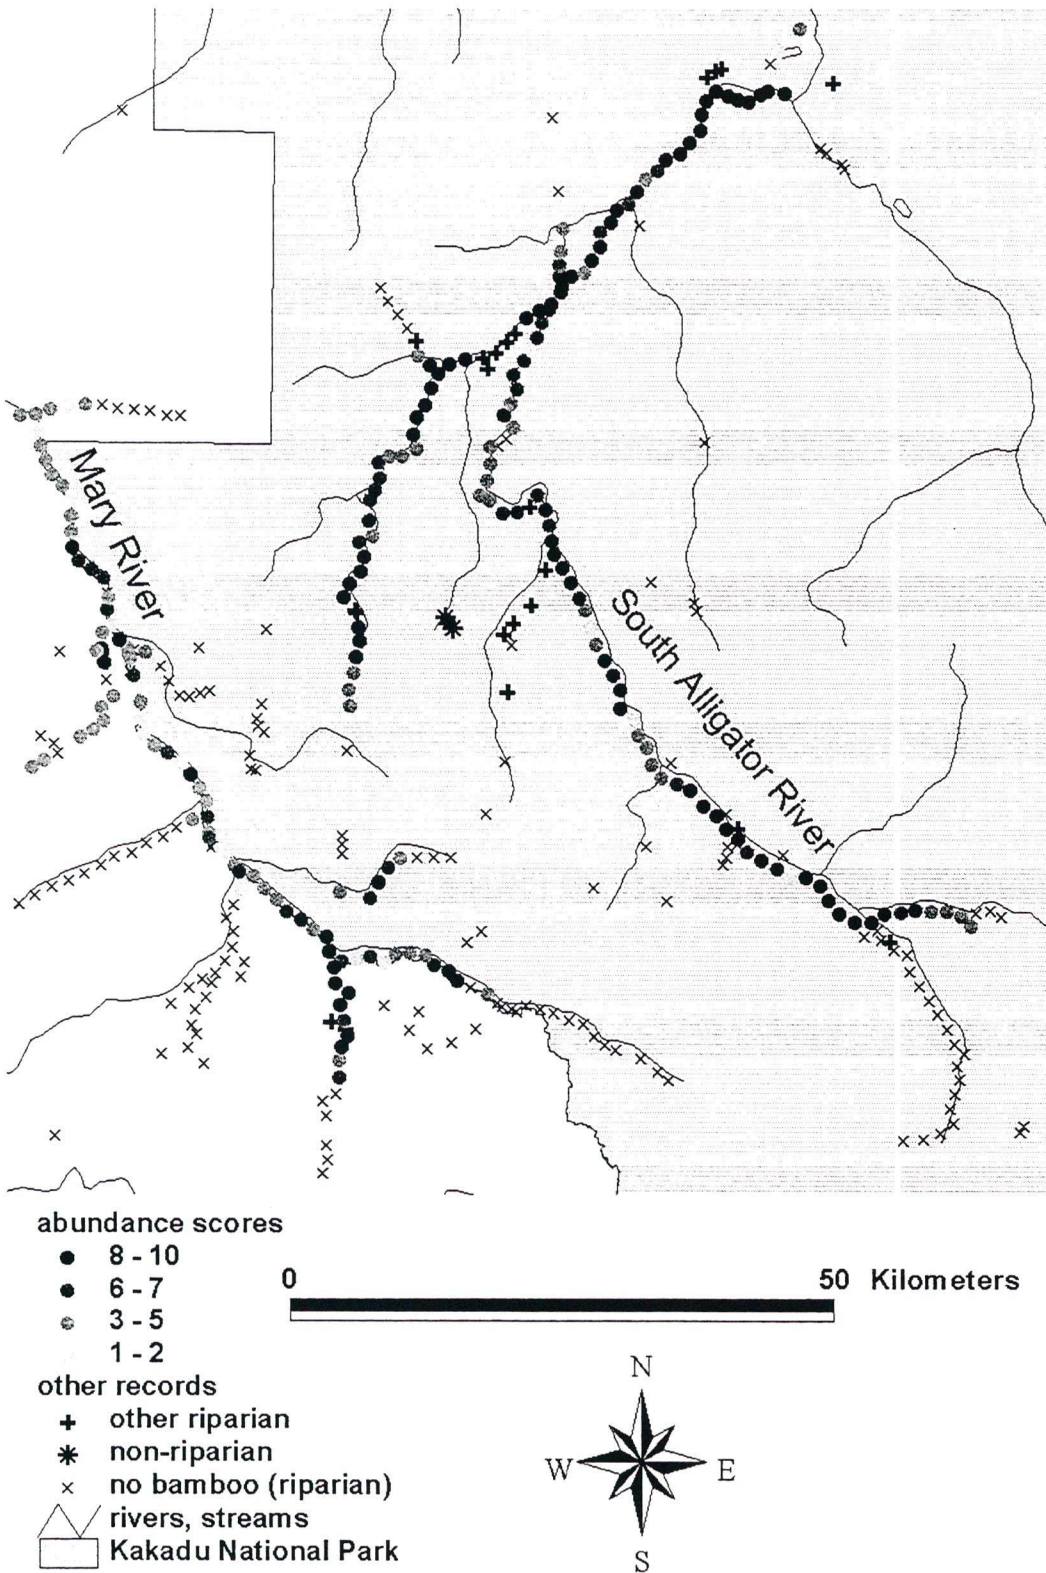 Mary River
South Alligator River
abundance scores
8 - 10
6 - 7
3 - 5
1 - 2
other records
other riparian
non-riparian
no bamboo (riparian)
rivers, streams
Kakadu National Park
0 50 Kilometers
N
W E
S